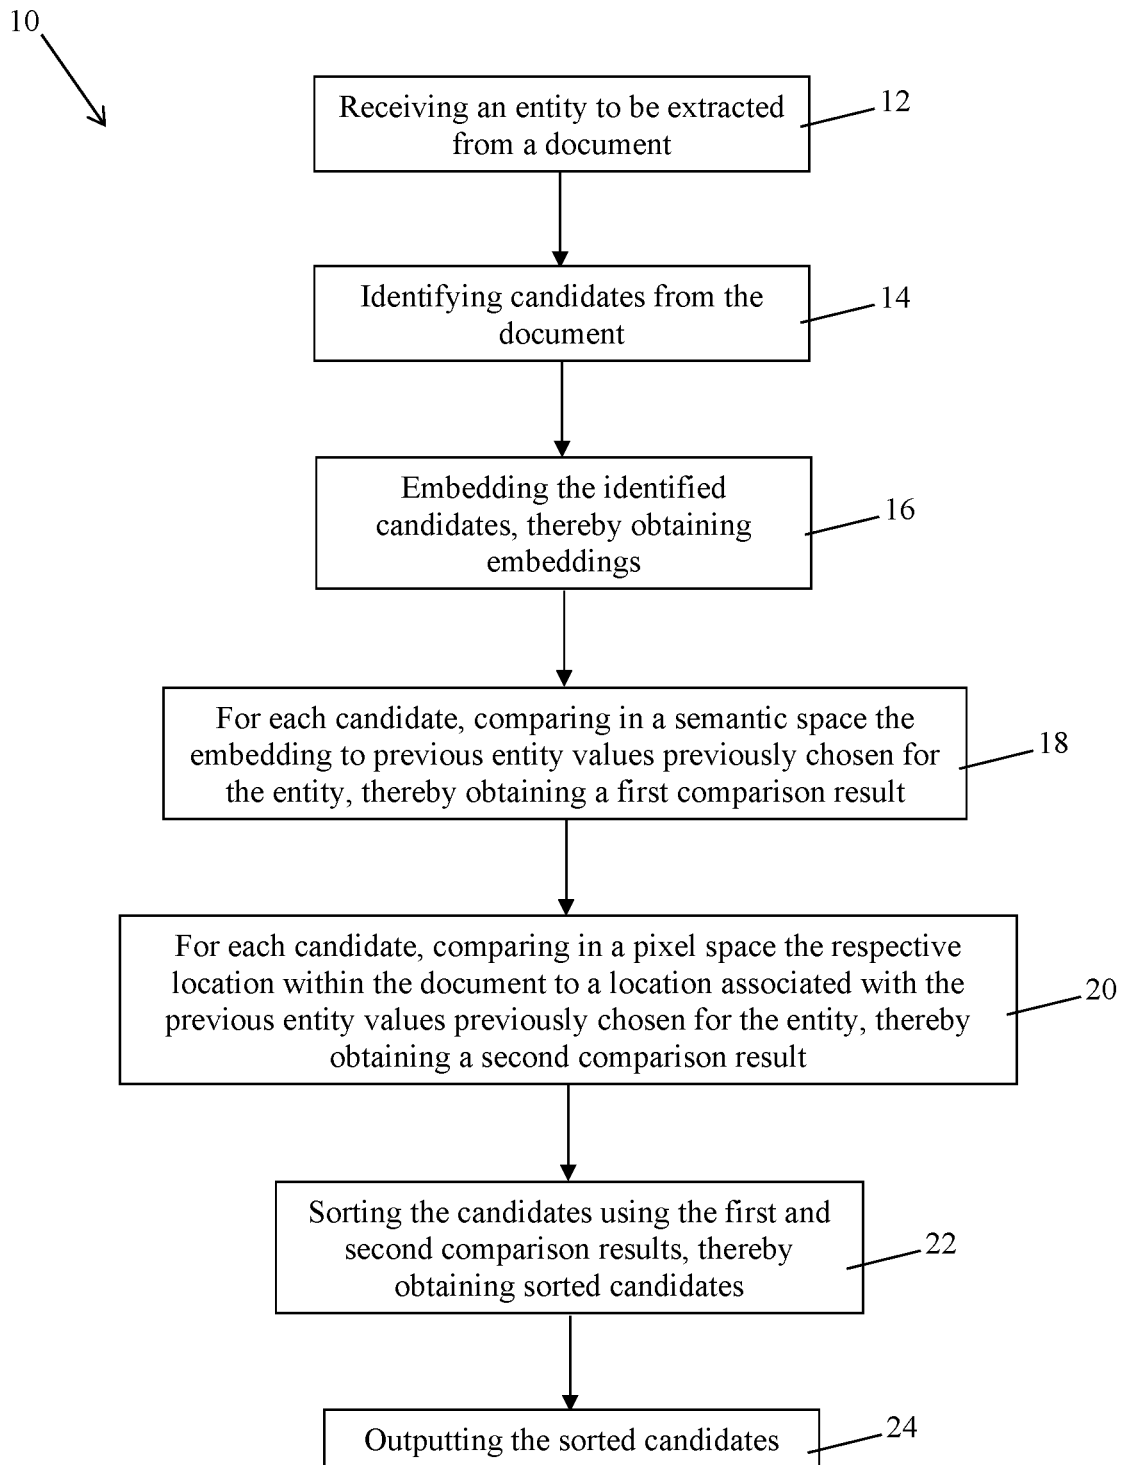 10
Receiving an entity to be extracted
from a document
12
Identifying candidates from the
document
14
Embedding the identified
candidates, thereby obtaining
embeddings
16
For each candidate, comparing in a semantic space the
embedding to previous entity values previously chosen for
the entity, thereby obtaining a first comparison result
18
For each candidate, comparing in a pixel space the respective
location within the document to a location associated with the
previous entity values previously chosen for the entity, thereby
obtaining a second comparison result
20
Sorting the candidates using the first and
second comparison results, thereby
obtaining sorted candidates
22
Outputting the sorted candidates
24